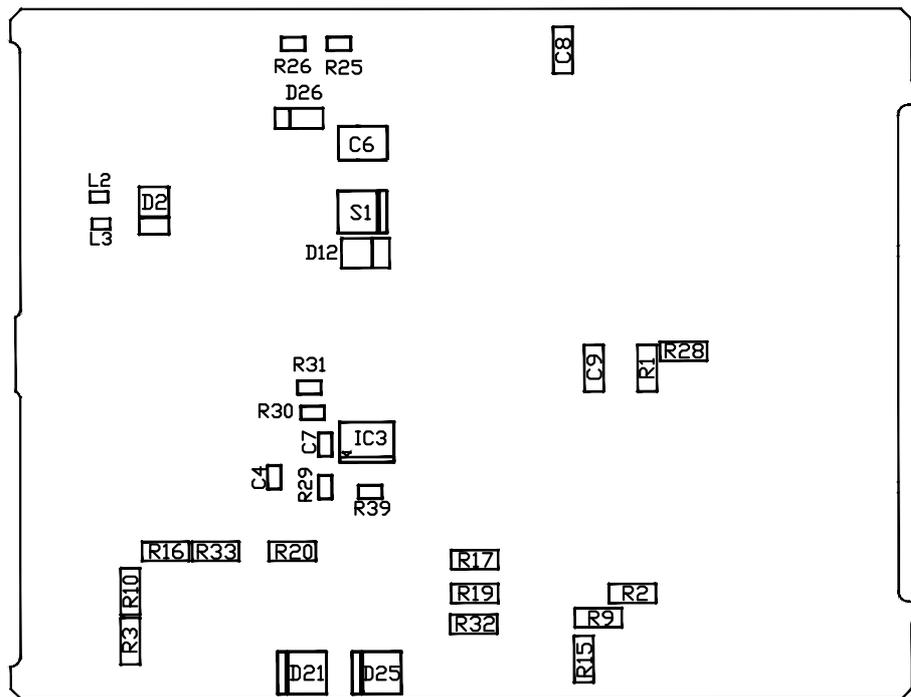 C8
R26 R25
D26
C6
L2
D2
S1
L3
D12
R28
C9
R1
R31
R30
C7
IC3
C4
R29
R39
R16 R33 R20
R17
R10
R19
R2
R9
R32
R3
R15
D21 D25